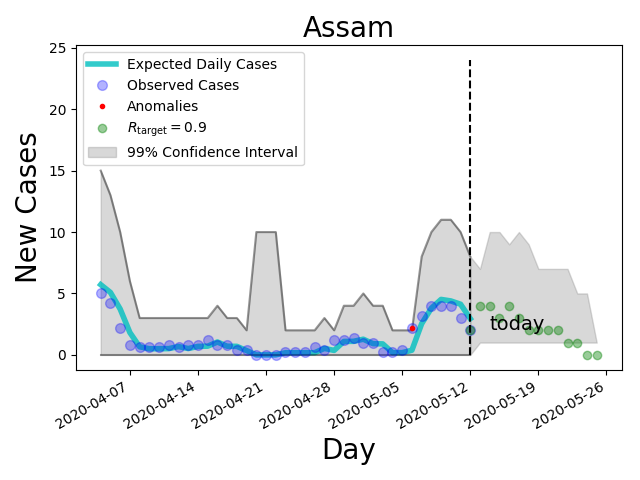 Assam
25
20
15
10
5
0
New Cases
Expected Daily Cases
Observed Cases
Anomalies
R_target = 0.9
99% Confidence Interval
today
2020-04-07
2020-04-14
2020-04-21
2020-04-28
2020-05-05
2020-05-12
2020-05-19
2020-05-26
Day